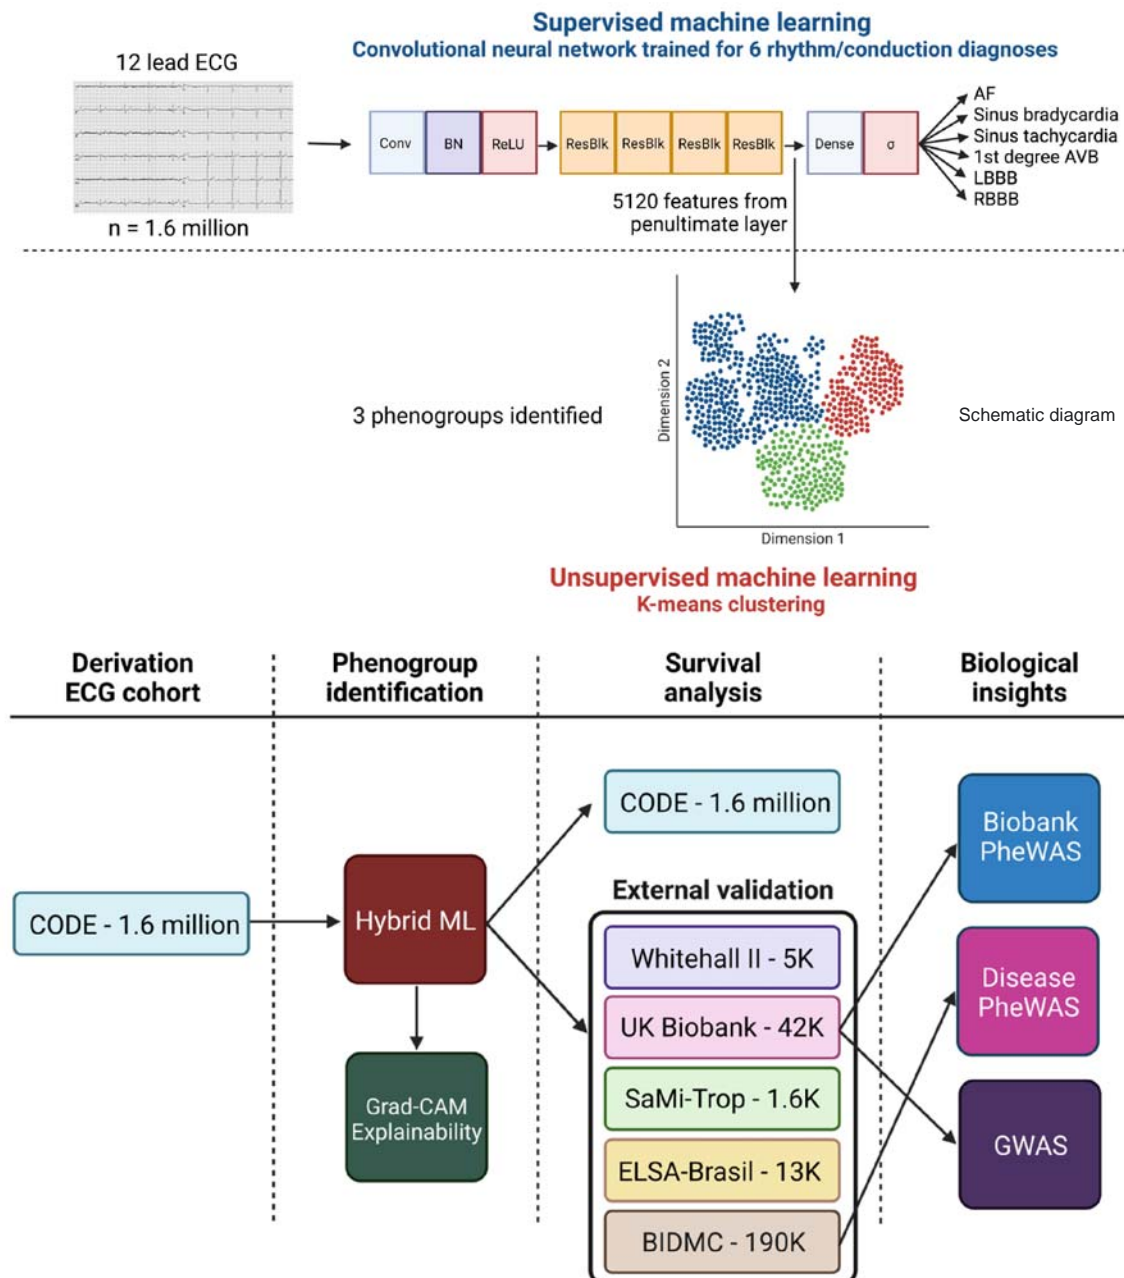 Supervised machine learning
Convolutional neural network trained for 6 rhythm/conduction diagnoses
12 lead ECG
n = 1.6 million
Conv
BN
ReLU
ResBlk
ResBlk
ResBlk
ResBlk
Dense
σ
AF
Sinus bradycardia
Sinus tachycardia
1st degree AVB
LBBB
RBBB
5120 features from
penultimate layer
3 phenogroups identified
Dimension 2
Dimension 1
Schematic diagram
Unsupervised machine learning
K-means clustering
Derivation
ECG cohort
Phenogroup
identification
Survival
analysis
Biological
insights
CODE - 1.6 million
Hybrid ML
Grad-CAM
Explainability
CODE - 1.6 million
External validation
Whitehall II - 5K
UK Biobank - 42K
SaMi-Trop - 1.6K
ELSA-Brasil - 13K
BIDMC - 190K
Biobank
PheWAS
Disease
PheWAS
GWAS